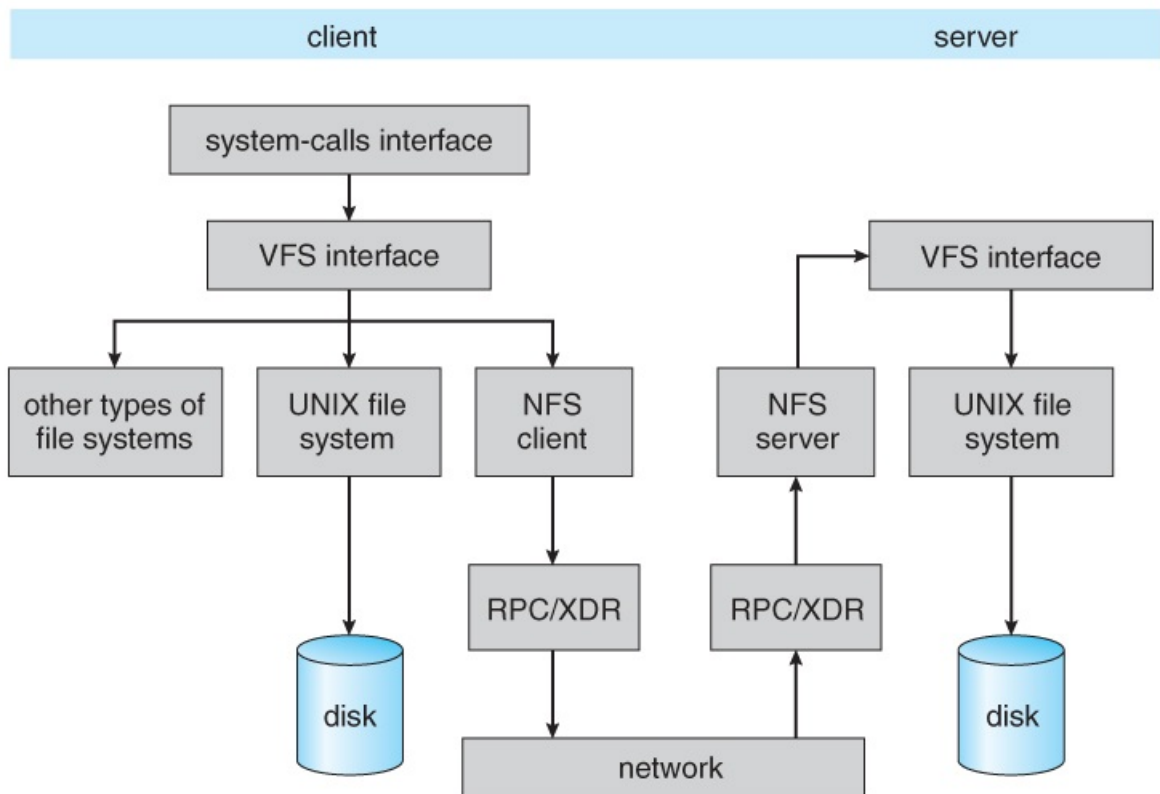 client
server
system-calls interface
VFS interface
VFS interface
other types of
file systems
UNIX file
system
NFS
client
NFS
server
UNIX file
system
RPC/XDR
RPC/XDR
disk
disk
network